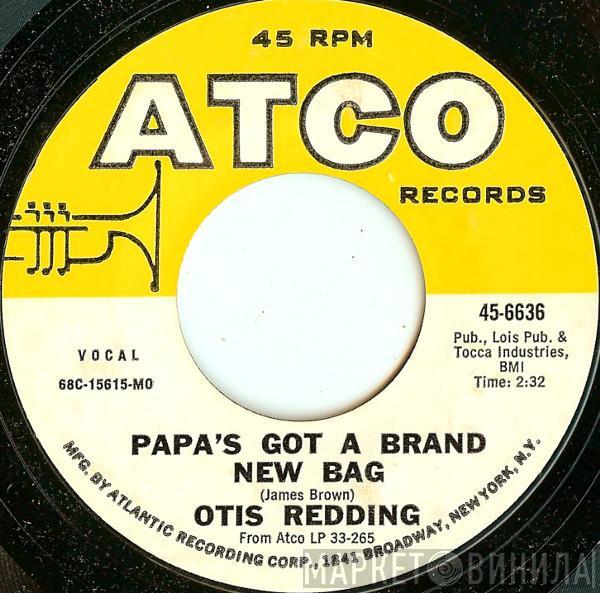 45 RPM
ATCO
RECORDS
45-6636
Pub., Lois Pub. &
Tocca Industries,
BMI
Time: 2:32
VOCAL
68C-15615-MO
PAPA'S GOT A BRAND
NEW BAG
(James Brown)
OTIS REDDING
From Atco LP 33-265
MFG. BY ATLANTIC RECORDING CORP., 1841 BROADWAY, NEW YORK, N.Y.
МАРКЕТ ВИНИЛА